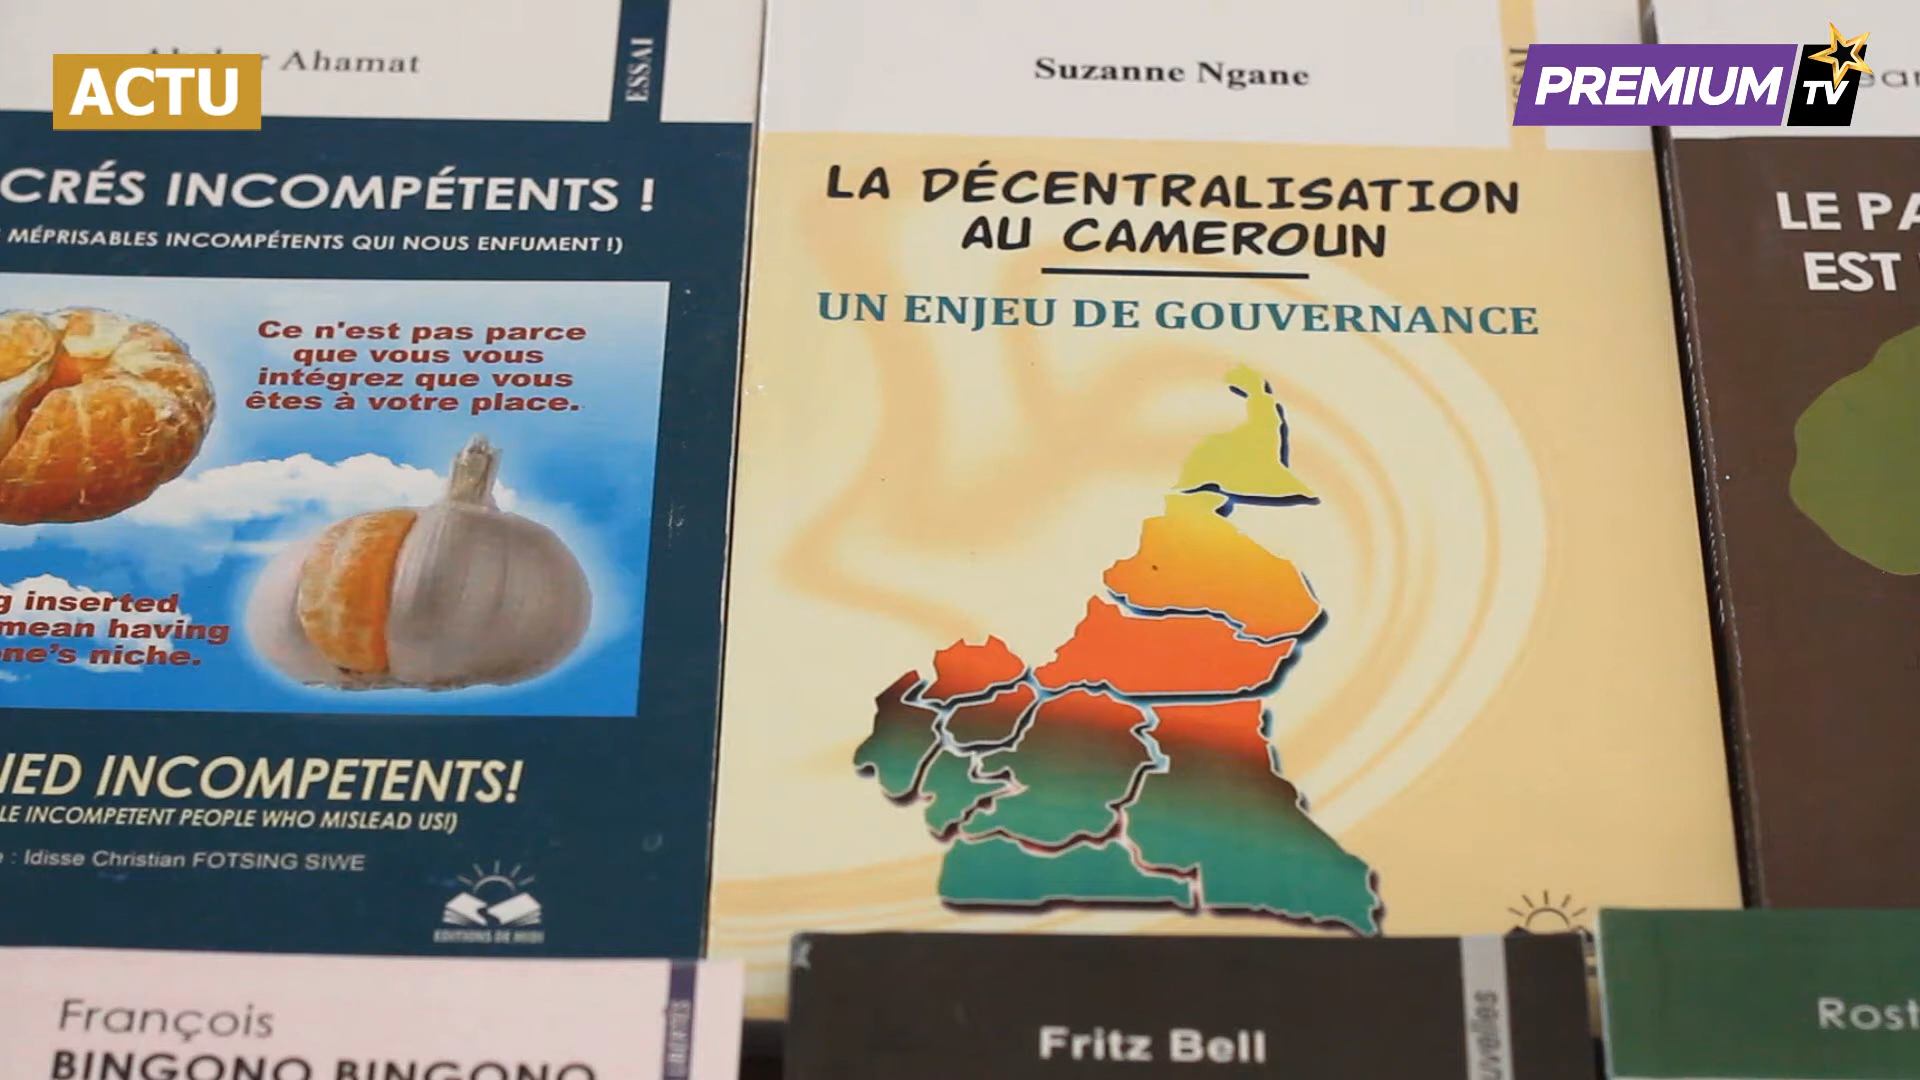 ACTU
PREMIUM TV
Ahamat
ESSAI
CRÉS INCOMPÉTENTS !
MÉPRISABLES INCOMPÉTENTS QUI NOUS ENFUMENT !)
Ce n'est pas parce
que vous vous
intégrez que vous
êtes à votre place.
inserted
mean having
niche.
INCOMPETENTS!
INCOMPETENT PEOPLE WHO MISLEAD US!)
: Idisse Christian FOTSING SIWE
EDITIONS DE MIDI
Suzanne Ngane
LA DÉCENTRALISATION
AU CAMEROUN
UN ENJEU DE GOUVERNANCE
LE PA
EST
François
BINGONO BINGONO
Fritz Bell
Rost